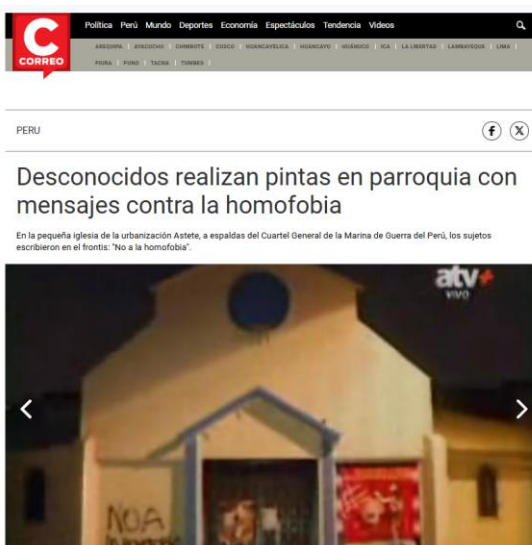 Política Perú Mundo Deportes Economía Espectáculos Tendencia Videos
C
CORREO
AREQUIPA | AYACUCHO | CHIMBOTE | CUSCO | HUANCAVELICA | HUANCAYO | HUÁNUCO | ICA | LA LIBERTAD | LAMBAYEQUE | LIMA |
PIURA | PUNO | TACNA | TUMBES |
PERU
Desconocidos realizan pintas en parroquia con
mensajes contra la homofobia
En la pequeña iglesia de la urbanización Astete, a espaldas del Cuartel General de la Marina de Guerra del Perú, los sujetos
escribieron en el frontis: "No a la homofobia".
atv+
VIVO
NO A